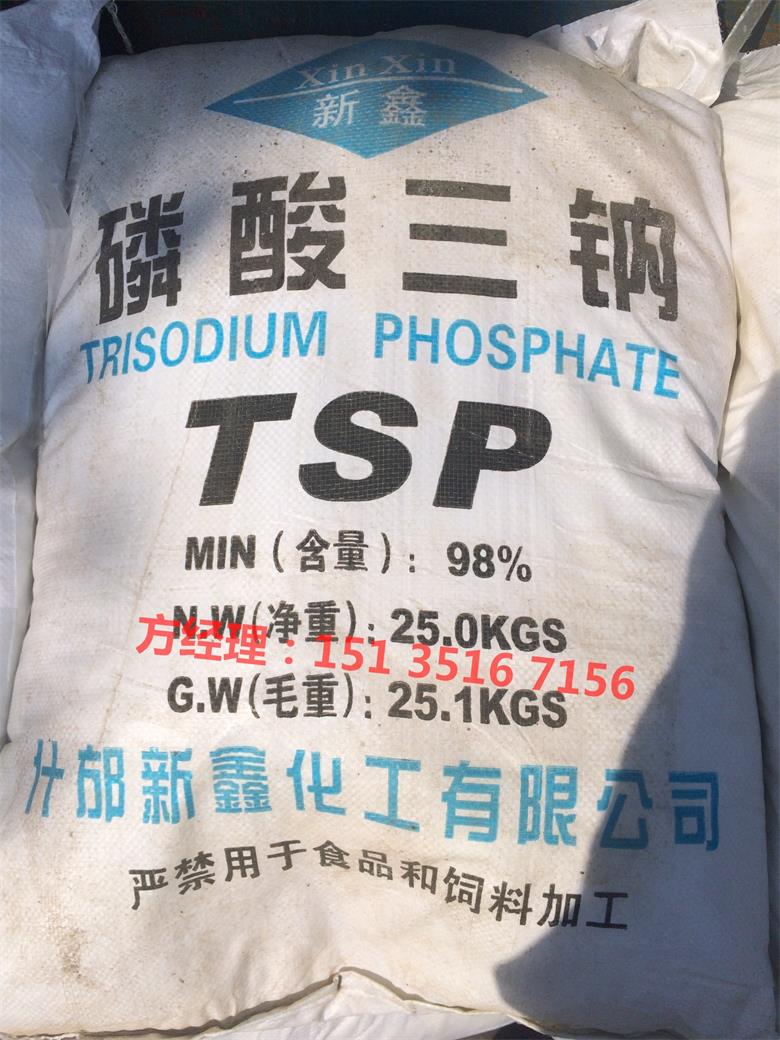 Xin Xin
新鑫
磷酸三钠
TRISODIUM PHOSPHATE
TSP
MIN(含量): 98%
N.W(净重): 25.0KGS
方经理：151 3516 7156
G.W(毛重): 25.1KGS
什邡新鑫化工有限公司
严禁用于食品和饲料加工